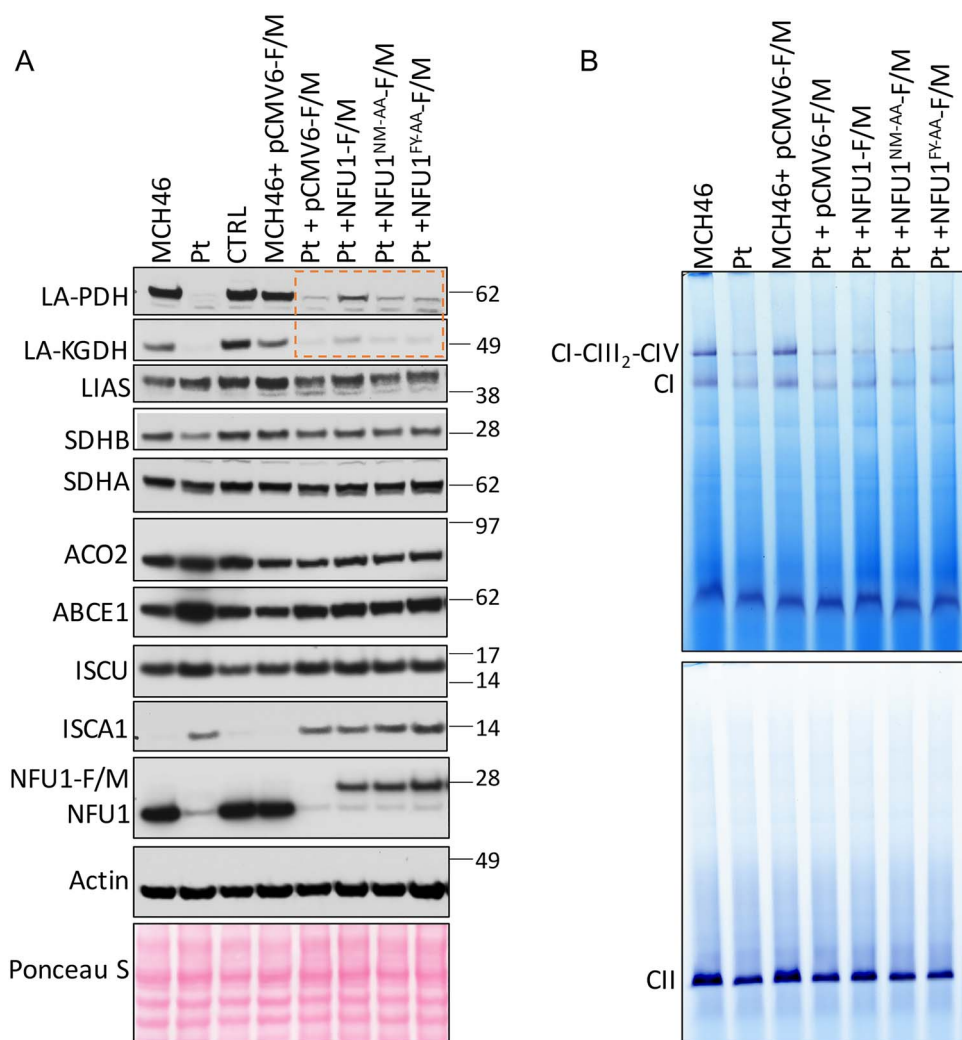 A
MCH46
Pt
CTRL
MCH46+ pCMV6-F/M
Pt + pCMV6-F/M
Pt +NFU1-F/M
Pt +NFU1NM-AA-F/M
Pt +NFU1FY-AA-F/M
LA-PDH
62
LA-KGDH
49
LIAS
38
SDHB
28
SDHA
62
97
ACO2
ABCE1
62
ISCU
17
14
ISCA1
14
NFU1-F/M
28
NFU1
49
Actin
Ponceau S
B
MCH46
Pt
MCH46+ pCMV6-F/M
Pt + pCMV6-F/M
Pt +NFU1-F/M
Pt +NFU1NM-AA-F/M
Pt +NFU1FY-AA-F/M
CI-CIII2-CIV
CI
CII